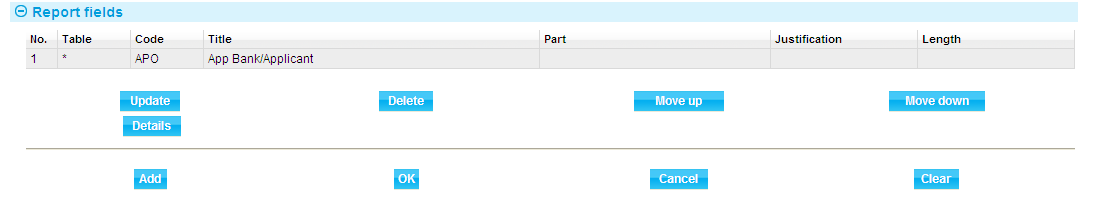 Report fields
No. Table Code Title Part Justification Length
1 * APO App Bank/Applicant
Update Delete Move up Move down
Details
Add OK Cancel Clear